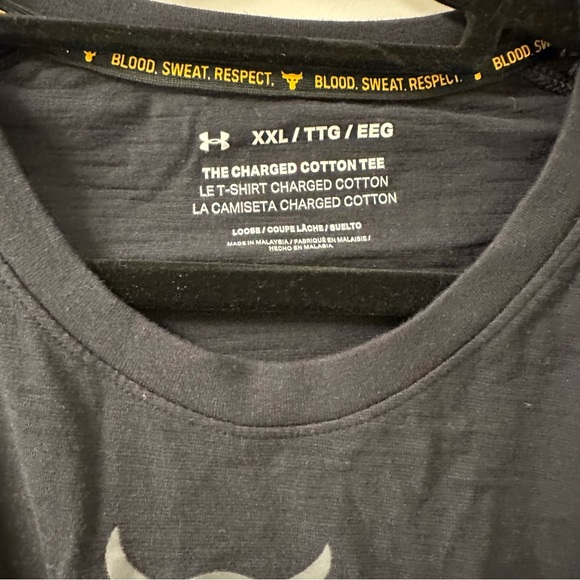 BLOOD. SWEAT. RESPECT. BLOOD. SWEAT. RESPECT. BLOOD.
XXL / TTG / EEG
THE CHARGED COTTON TEE
LE T-SHIRT CHARGED COTTON
LA CAMISETA CHARGED COTTON
LOOSE / COUPE LÂCHE / SUELTO
MADE IN MALAYSIA / FABRIQUÉ EN MALAISIE /
HECHO EN MALASIA